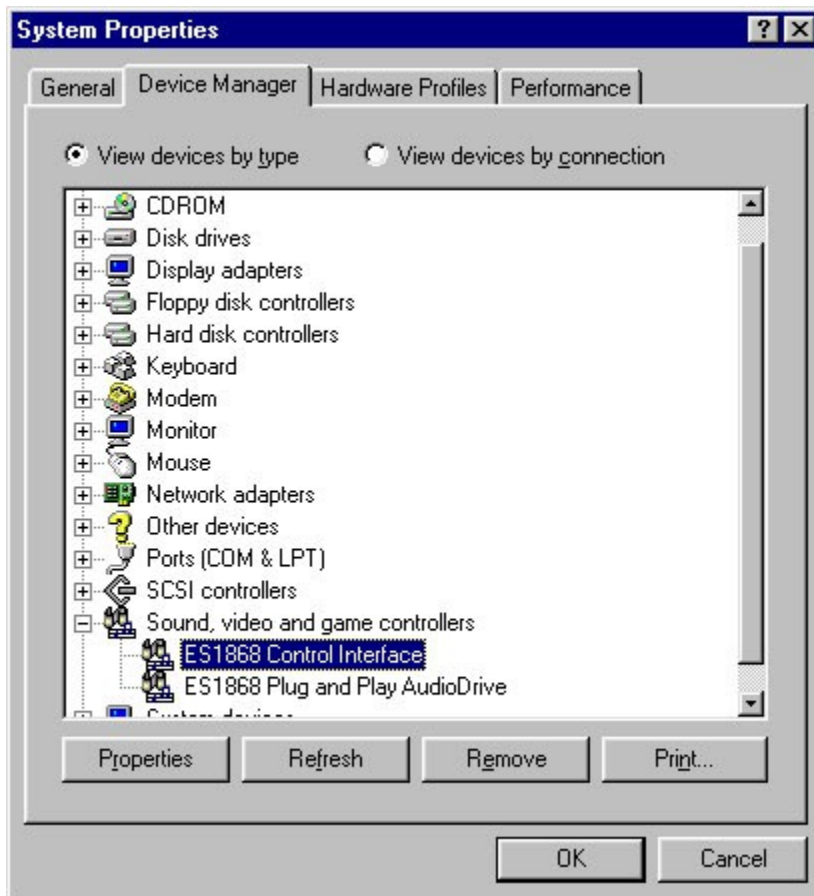 System Properties
General Device Manager Hardware Profiles Performance
View devices by type View devices by connection
CDROM
Disk drives
Display adapters
Floppy disk controllers
Hard disk controllers
Keyboard
Modem
Monitor
Mouse
Network adapters
Other devices
Ports (COM & LPT)
SCSI controllers
Sound, video and game controllers
ES1868 Control Interface
ES1868 Plug and Play AudioDrive
System devices
Properties Refresh Remove Print...
OK Cancel